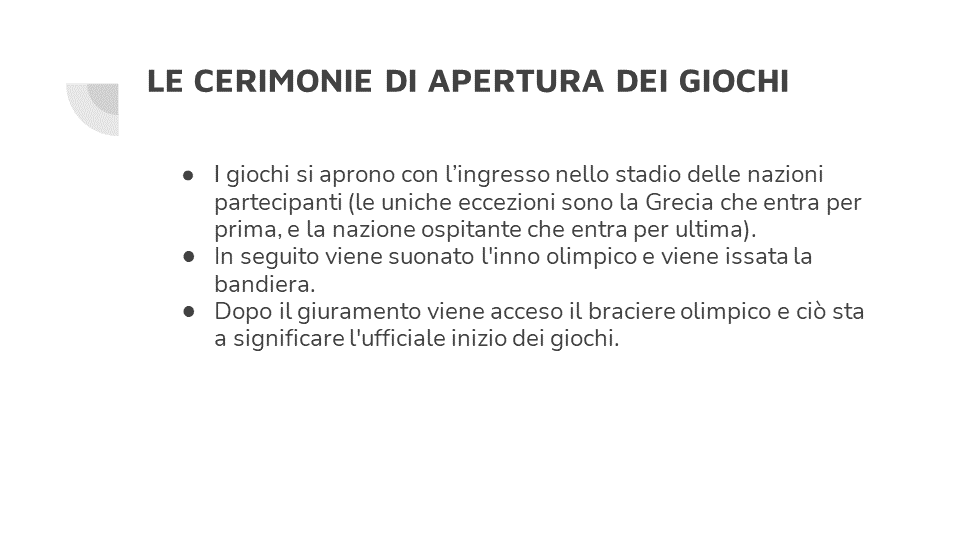 LE CERIMONIE DI APERTURA DEI GIOCHI
● I giochi si aprono con l’ingresso nello stadio delle nazioni
partecipanti (le uniche eccezioni sono la Grecia che entra per
prima, e la nazione ospitante che entra per ultima).
● In seguito viene suonato l'inno olimpico e viene issata la
bandiera.
● Dopo il giuramento viene acceso il braciere olimpico e ciò sta
a significare l'ufficiale inizio dei giochi.